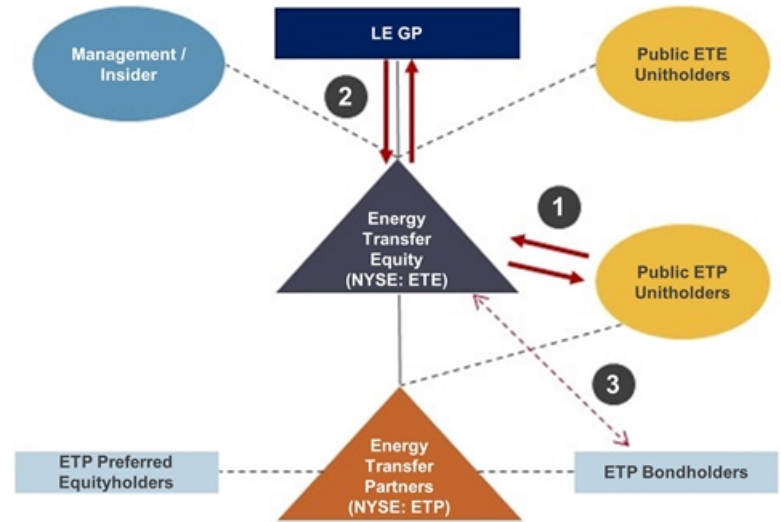 LE GP
Management /
Insider
Public ETE
Unitholders
2
1
Energy
Transfer
Equity
(NYSE: ETE)
Public ETP
Unitholders
3
ETP Preferred
Equityholders
Energy
Transfer
Partners
(NYSE: ETP)
ETP Bondholders